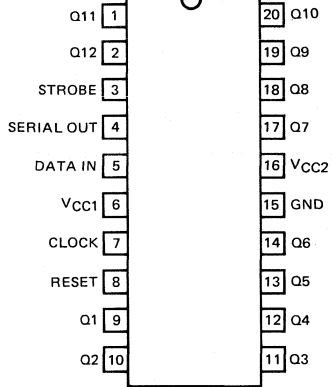 Q11 1 20 Q10
Q12 2 19 Q9
STROBE 3 18 Q8
SERIAL OUT 4 17 Q7
DATA IN 5 16 VCC2
VCC1 6 15 GND
CLOCK 7 14 Q6
RESET 8 13 Q5
Q1 9 12 Q4
Q2 10 11 Q3